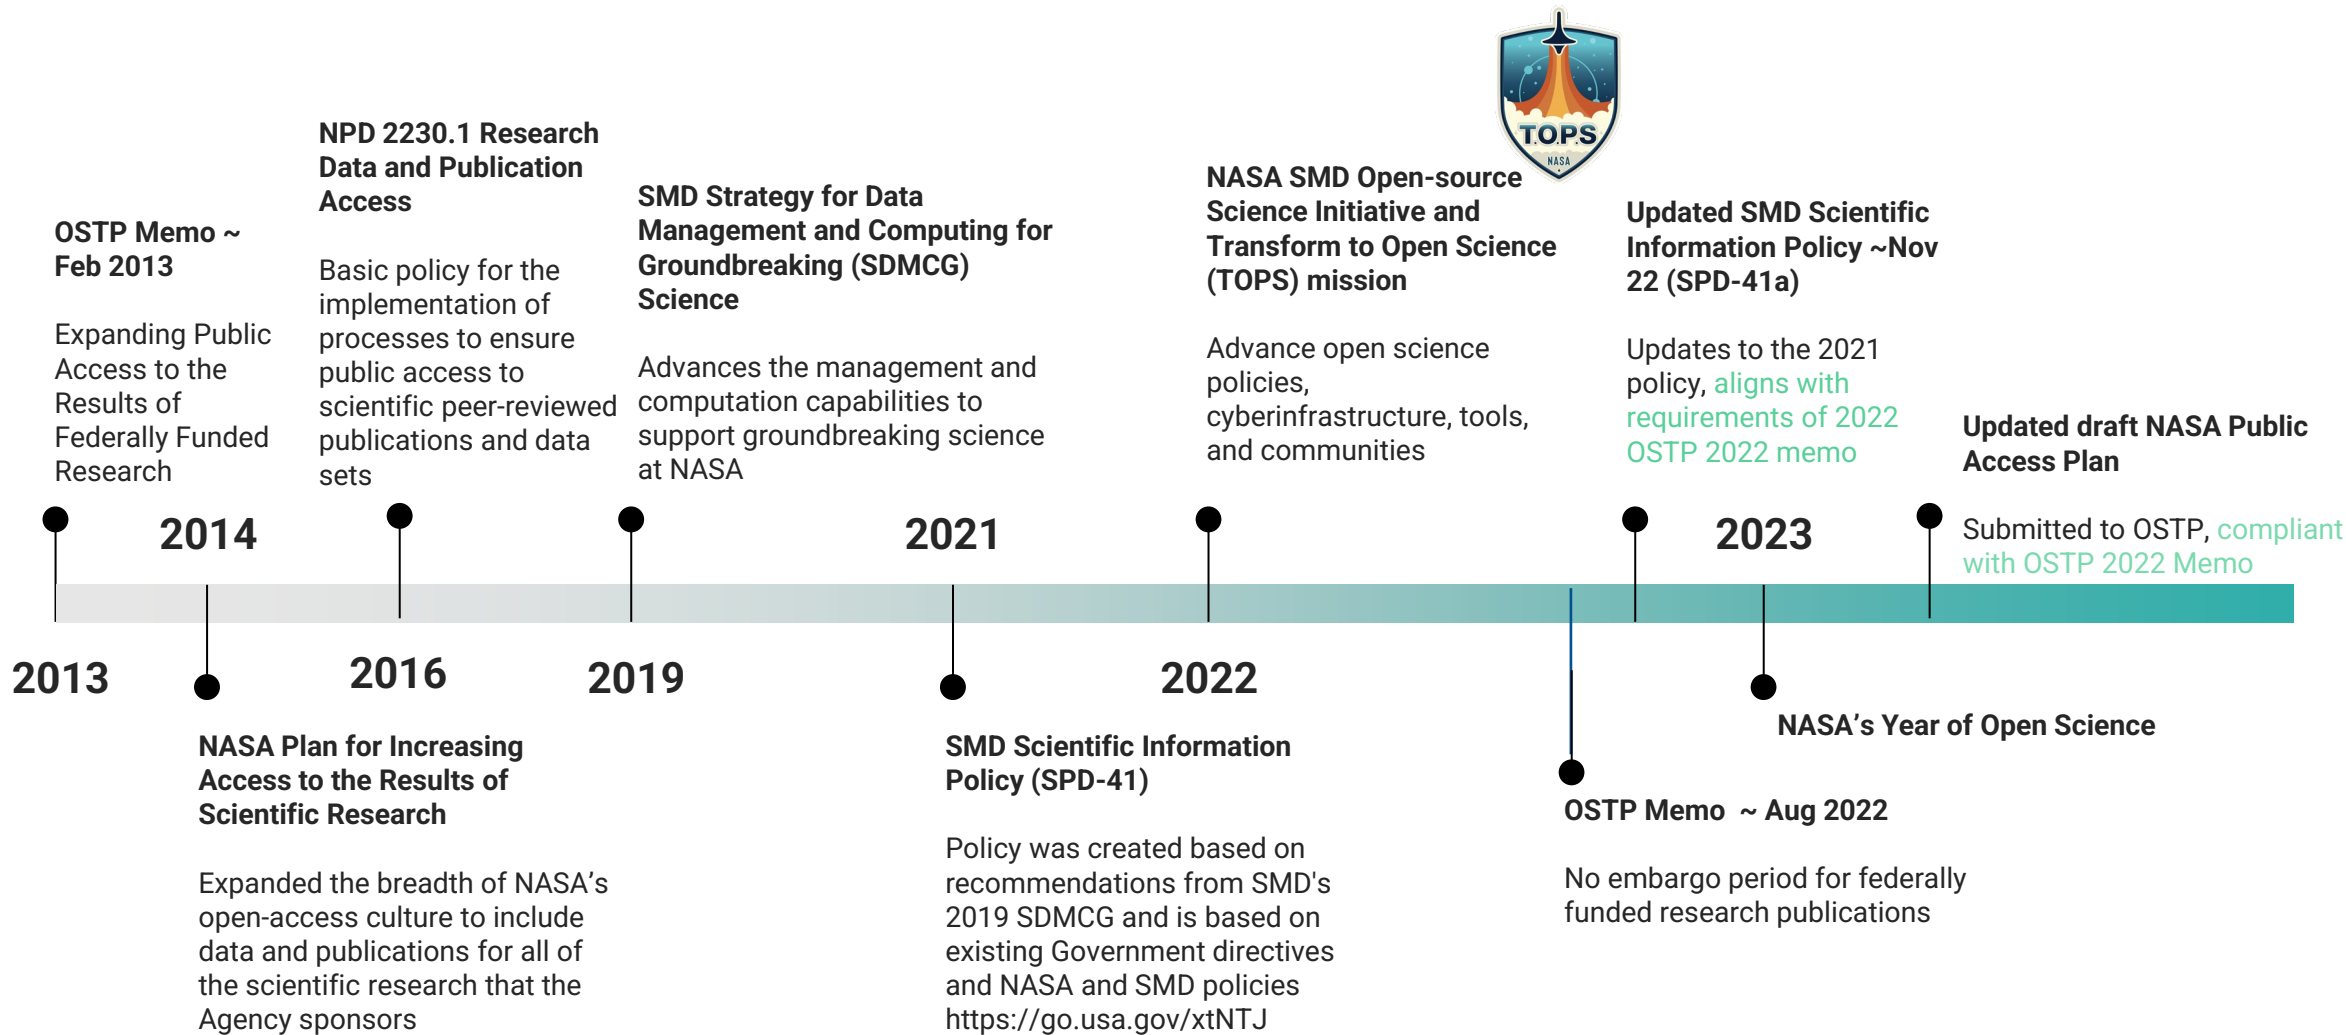 T.O.P.S
NASA
OSTP Memo ~
Feb 2013
Expanding Public
Access to the
Results of
Federally Funded
Research
NPD 2230.1 Research
Data and Publication
Access
Basic policy for the
implementation of
processes to ensure
public access to
scientific peer-reviewed
publications and data
sets
SMD Strategy for Data
Management and Computing for
Groundbreaking (SDMCG)
Science
Advances the management and
computation capabilities to
support groundbreaking science
at NASA
NASA SMD Open-source
Science Initiative and
Transform to Open Science
(TOPS) mission
Advance open science
policies,
cyberinfrastructure, tools,
and communities
Updated SMD Scientific
Information Policy ~Nov
22 (SPD-41a)
Updates to the 2021
policy, aligns with
requirements of 2022
OSTP 2022 memo
Updated draft NASA Public
Access Plan
Submitted to OSTP, compliant
with OSTP 2022 Memo
2014
2021
2023
2013
2016
2019
2022
NASA Plan for Increasing
Access to the Results of
Scientific Research
Expanded the breadth of NASA’s
open-access culture to include
data and publications for all of
the scientific research that the
Agency sponsors
SMD Scientific Information
Policy (SPD-41)
Policy was created based on
recommendations from SMD's
2019 SDMCG and is based on
existing Government directives
and NASA and SMD policies
https://go.usa.gov/xtNTJ
OSTP Memo  ~ Aug 2022
No embargo period for federally
funded research publications
NASA’s Year of Open Science